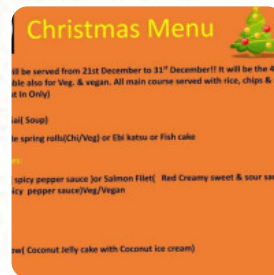 Christmas Menu
ill be served from 21st December to 31st December!! It will be the 4
ble also for Veg. & vegan. All main course served with rice, chips &
t In Only)
ai( Soup)
le spring rolls(Chi/Veg) or Ebi katsu or Fish cake
spicy pepper sauce )or Salmon Filet( Red Creamy sweet & sour sau
icy pepper sauce)Veg/Vegan
ow( Coconut Jelly cake with Coconut ice cream)